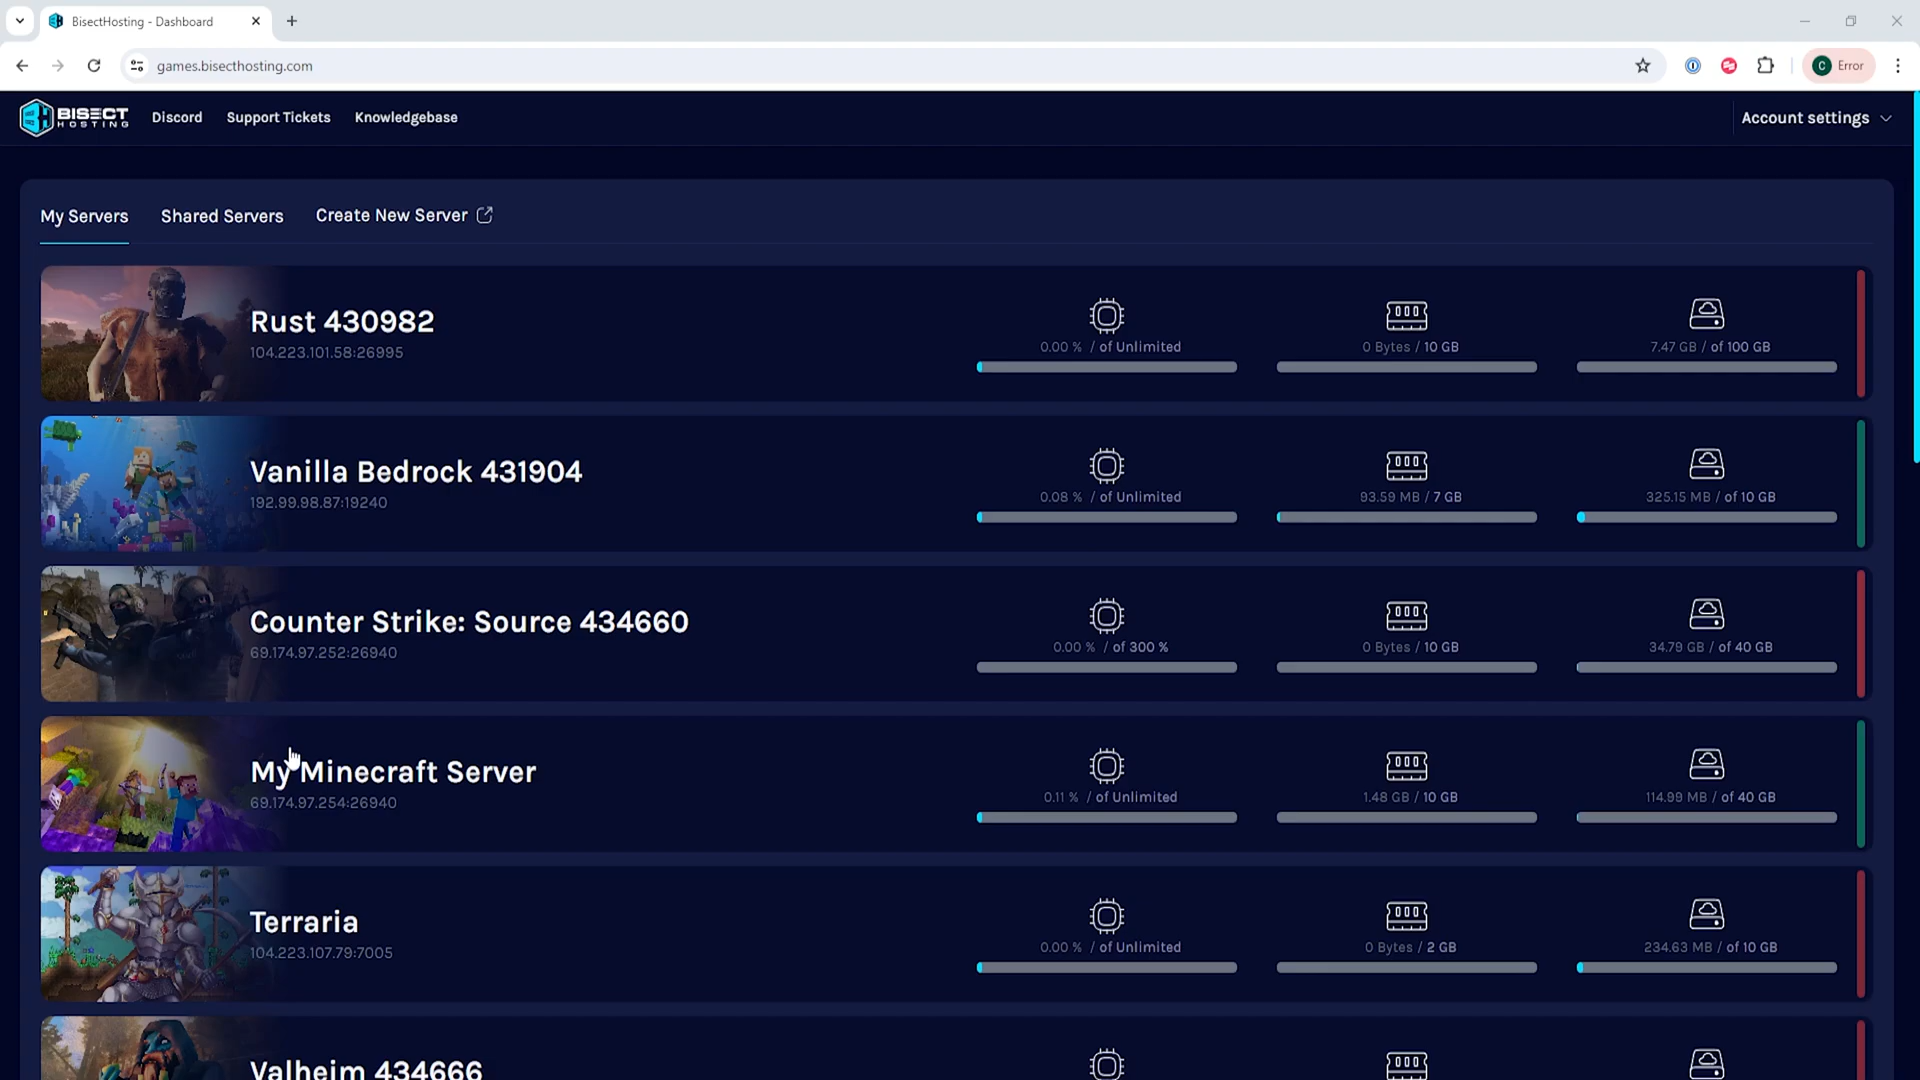 BisectHosting - Dashboard
games.bisecthosting.com
C Error
BISECT
HOSTING
Discord Support Tickets Knowledgebase
Account settings
My Servers Shared Servers Create New Server
Rust 430982
104.223.101.58:26995
0.00 % / of Unlimited
0 Bytes / 10 GB
7.47 GB / of 100 GB
Vanilla Bedrock 431904
192.99.98.87:19240
0.08 % / of Unlimited
93.59 MB / 7 GB
325.15 MB / of 10 GB
Counter Strike: Source 434660
69.174.97.252:26940
0.00 % / of 300 %
0 Bytes / 10 GB
34.79 GB / of 40 GB
My Minecraft Server
69.174.97.254:26940
0.11 % / of Unlimited
1.48 GB / 10 GB
114.99 MB / of 40 GB
Terraria
104.223.107.79:7005
0.00 % / of Unlimited
0 Bytes / 2 GB
234.63 MB / of 10 GB
Valheim 434666